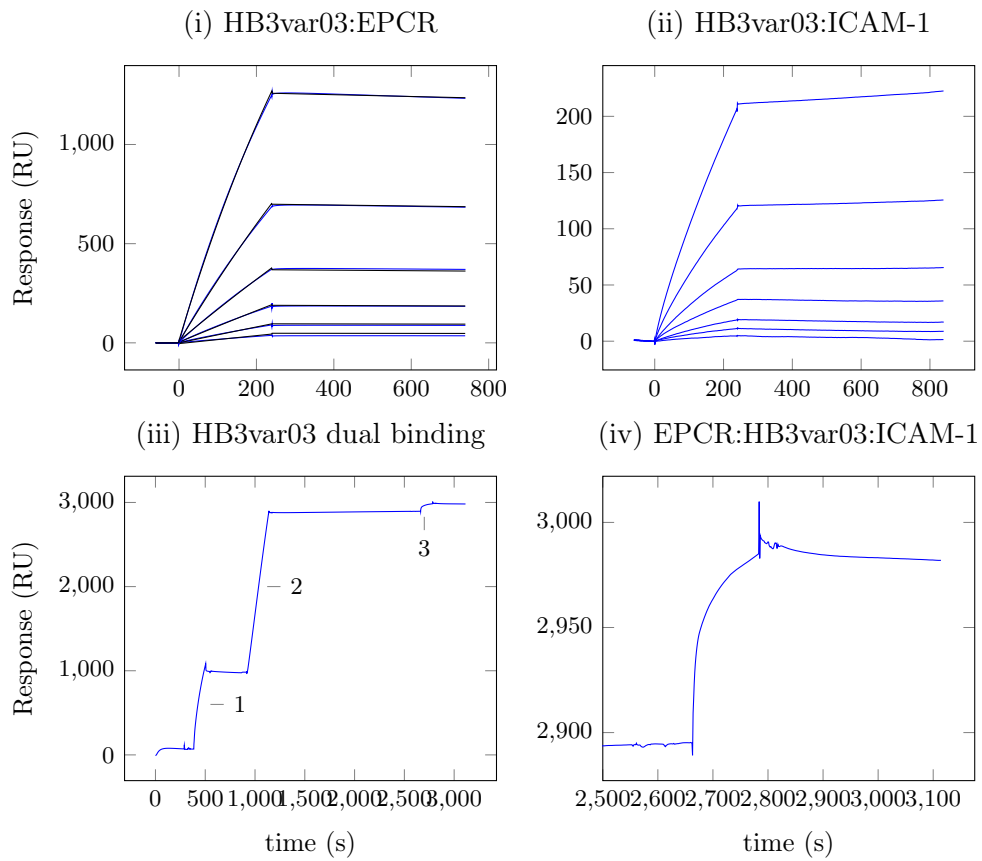 (i) HB3var03:EPCR
(ii) HB3var03:ICAM-1
Response (RU)
1,000
500
0
0 200 400 600 800
200
150
100
50
0
0 200 400 600 800
(iii) HB3var03 dual binding
(iv) EPCR:HB3var03:ICAM-1
Response (RU)
3,000
2,000
1,000
0
1
2
3
0 500 1,000 1,500 2,000 2,500 3,000
time (s)
3,000
2,950
2,900
2,500 2,600 2,700 2,800 2,900 3,000 3,100
time (s)